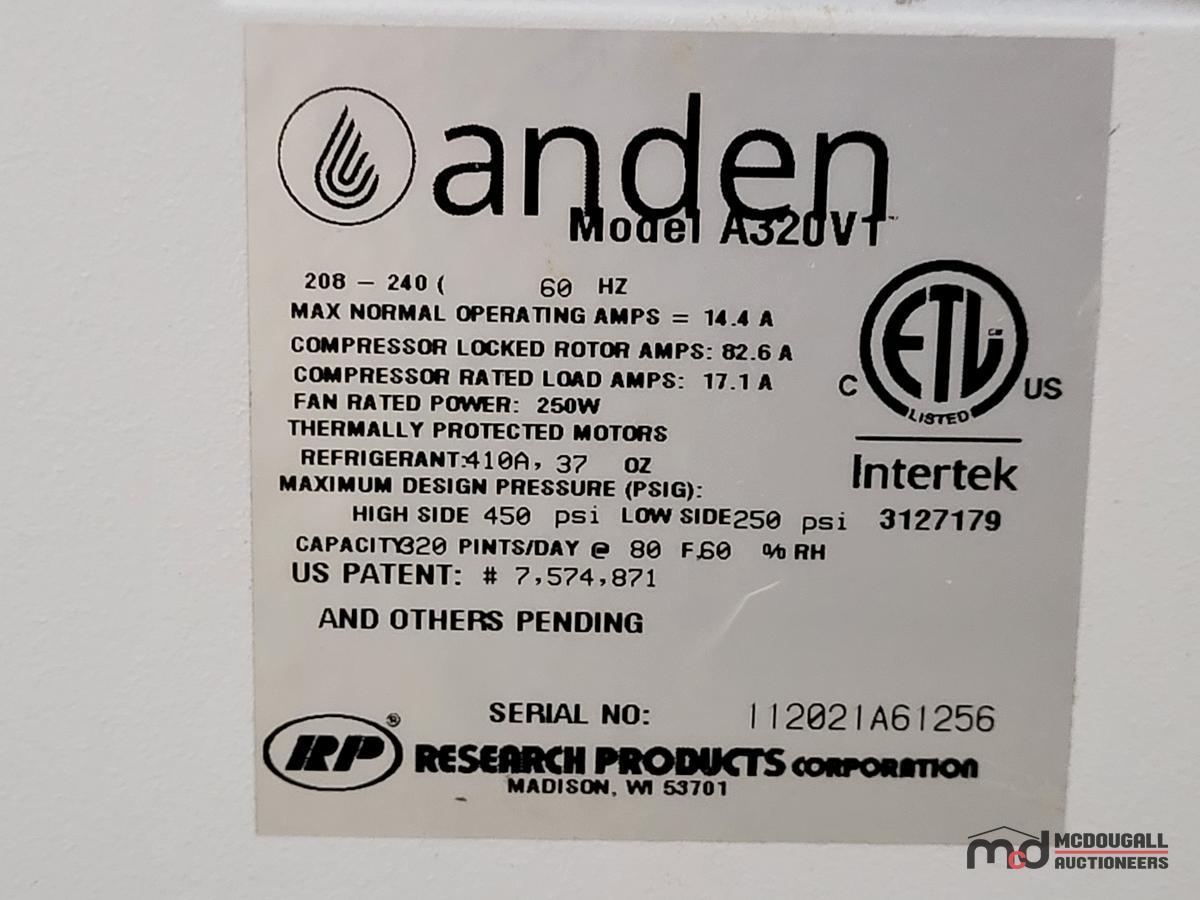 anden
Model A320V1™
208 – 240 ( 60 HZ
MAX NORMAL OPERATING AMPS = 14.4 A
COMPRESSOR LOCKED ROTOR AMPS: 82.6 A
COMPRESSOR RATED LOAD AMPS: 17.1 A
FAN RATED POWER: 250W
THERMALLY PROTECTED MOTORS
REFRIGERANT:410A, 37 OZ
MAXIMUM DESIGN PRESSURE (PSIG):
HIGH SIDE 450 psi LOW SIDE250 psi
CAPACITY320 PINTS/DAY @ 80 F,60 % RH
US PATENT: # 7,574,871
AND OTHERS PENDING
C ETL CM US
LISTED
Intertek
3127179
SERIAL NO: 112021A61256
RP® RESEARCH PRODUCTS CORPORATION
MADISON, WI 53701
mcd MCDOUGALL
AUCTIONEERS